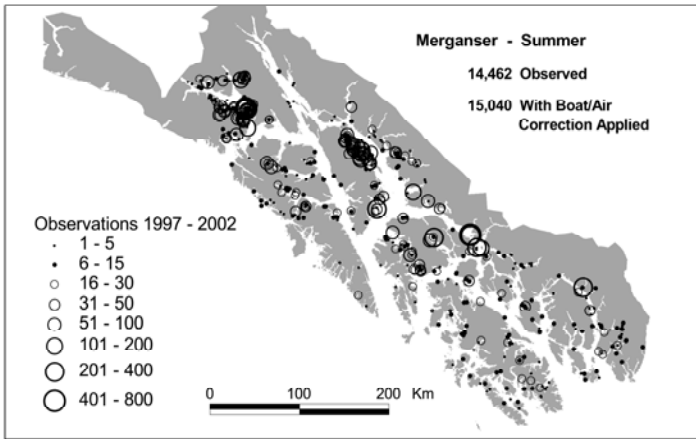 Merganser - Summer
14,462 Observed
15,040 With Boat/Air
Correction Applied
Observations 1997 - 2002
1 - 5
6 - 15
16 - 30
31 - 50
51 - 100
101 - 200
201 - 400
401 - 800
0 100 200 Km